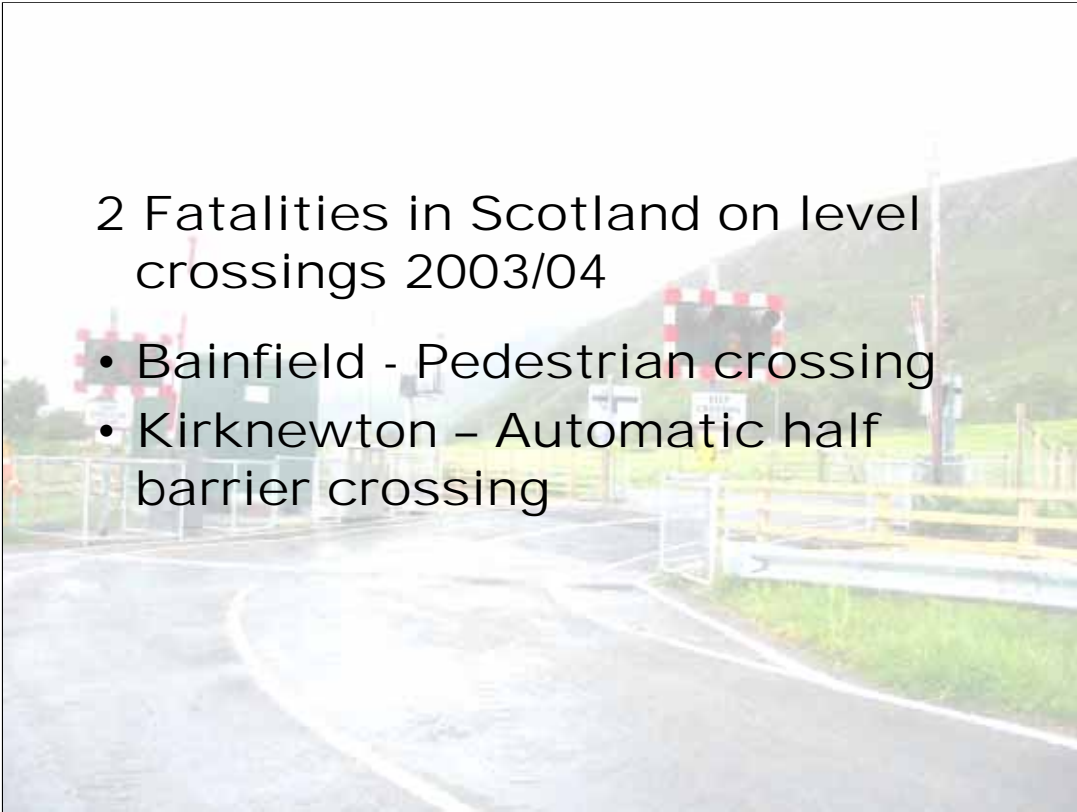 2 Fatalities in Scotland on level
crossings 2003/04
• Bainfield - Pedestrian crossing
• Kirknewton – Automatic half
barrier crossing